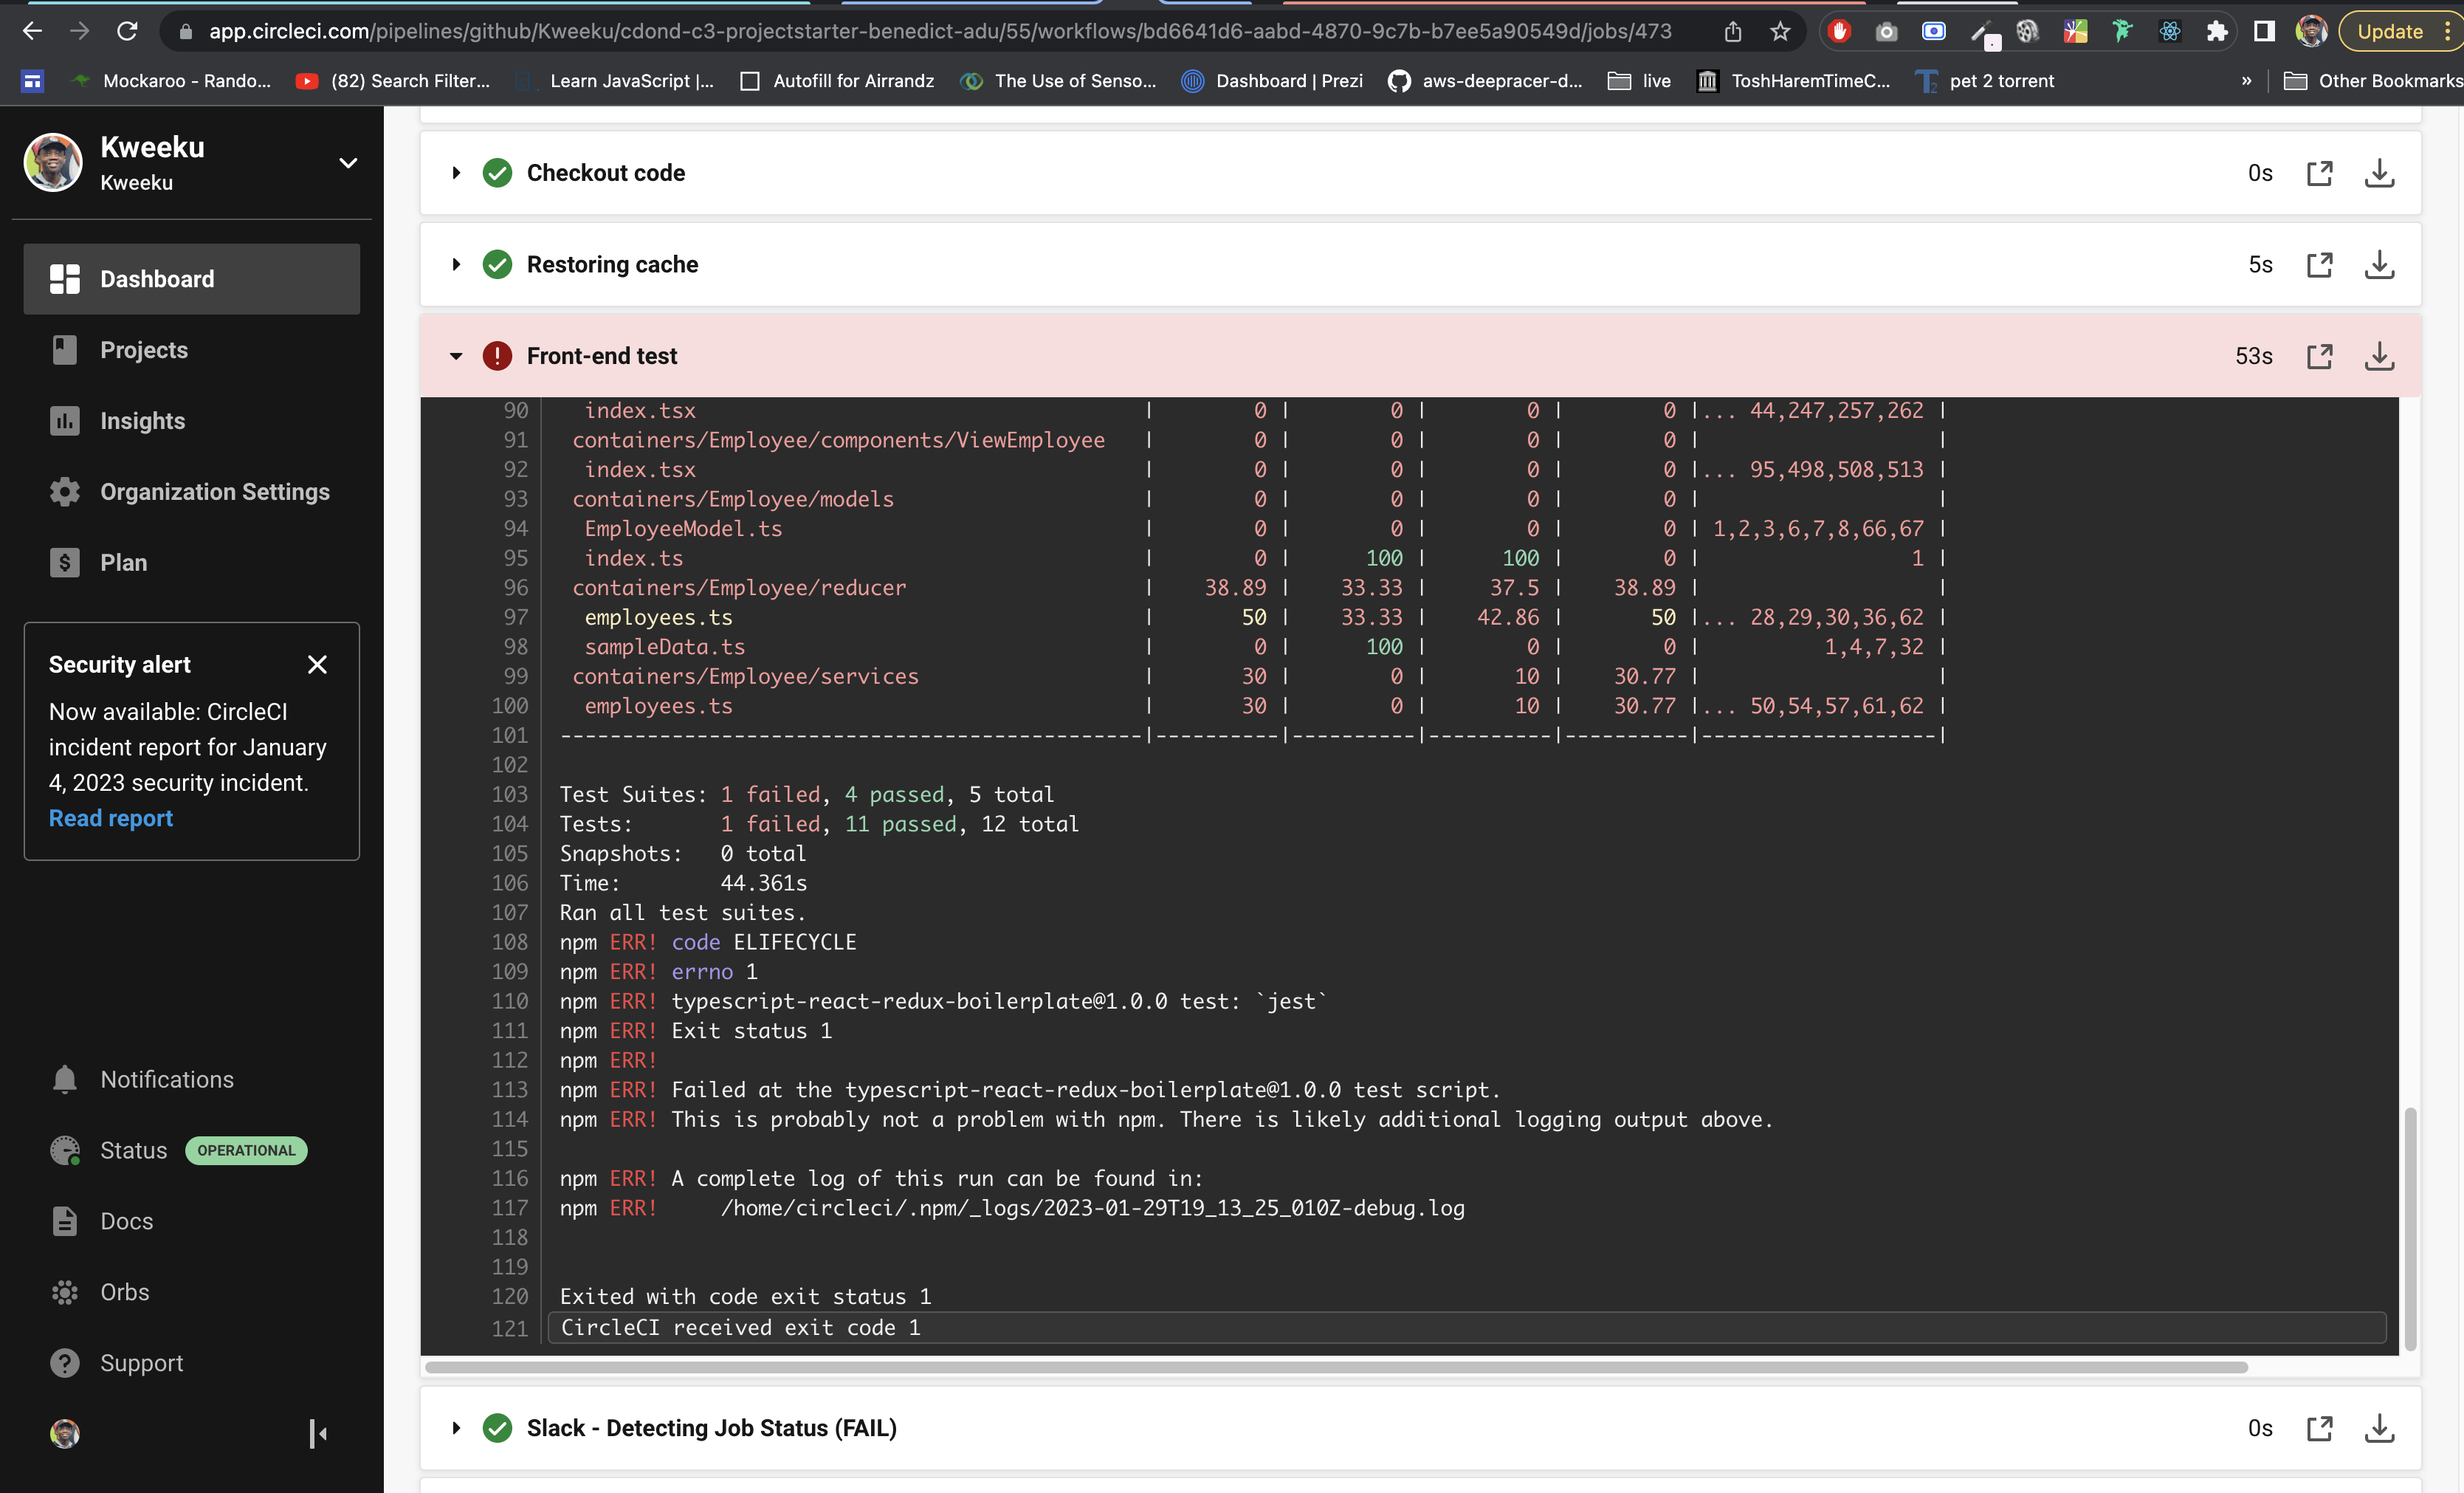 app.circleci.com/pipelines/github/Kweeku/cdond-c3-projectstarter-benedict-adu/55/workflows/bd6641d6-aabd-4870-9c7b-b7ee5a90549d/jobs/473
Update
Mockaroo - Rando...
(82) Search Filter...
Learn JavaScript |...
Autofill for Airrandz
The Use of Senso...
Dashboard | Prezi
aws-deepracer-d...
live
ToshHaremTimeC...
pet 2 torrent
»
Other Bookmarks
Kweeku
Kweeku
Dashboard
Projects
Insights
Organization Settings
Plan
Security alert
Now available: CircleCI
incident report for January
4, 2023 security incident.
Read report
Notifications
Status OPERATIONAL
Docs
Orbs
Support
Checkout code 0s
Restoring cache 5s
Front-end test 53s
90 index.tsx | 0 | 0 | 0 | 0 |... 44,247,257,262 |
91 containers/Employee/components/ViewEmployee | 0 | 0 | 0 | 0 | |
92 index.tsx | 0 | 0 | 0 | 0 |... 95,498,508,513 |
93 containers/Employee/models | 0 | 0 | 0 | 0 | |
94 EmployeeModel.ts | 0 | 0 | 0 | 0 | 1,2,3,6,7,8,66,67 |
95 index.ts | 0 | 100 | 100 | 0 | 1 |
96 containers/Employee/reducer | 38.89 | 33.33 | 37.5 | 38.89 | |
97 employees.ts | 50 | 33.33 | 42.86 | 50 |... 28,29,30,36,62 |
98 sampleData.ts | 0 | 100 | 0 | 0 | 1,4,7,32 |
99 containers/Employee/services | 30 | 0 | 10 | 30.77 | |
100 employees.ts | 30 | 0 | 10 | 30.77 |... 50,54,57,61,62 |
101 -----------------------------------------------|----------|----------|----------|----------|-------------------|
102
103 Test Suites: 1 failed, 4 passed, 5 total
104 Tests: 1 failed, 11 passed, 12 total
105 Snapshots: 0 total
106 Time: 44.361s
107 Ran all test suites.
108 npm ERR! code ELIFECYCLE
109 npm ERR! errno 1
110 npm ERR! typescript-react-redux-boilerplate@1.0.0 test: `jest`
111 npm ERR! Exit status 1
112 npm ERR!
113 npm ERR! Failed at the typescript-react-redux-boilerplate@1.0.0 test script.
114 npm ERR! This is probably not a problem with npm. There is likely additional logging output above.
115
116 npm ERR! A complete log of this run can be found in:
117 npm ERR! /home/circleci/.npm/_logs/2023-01-29T19_13_25_010Z-debug.log
118
119
120 Exited with code exit status 1
121 CircleCI received exit code 1
Slack - Detecting Job Status (FAIL) 0s